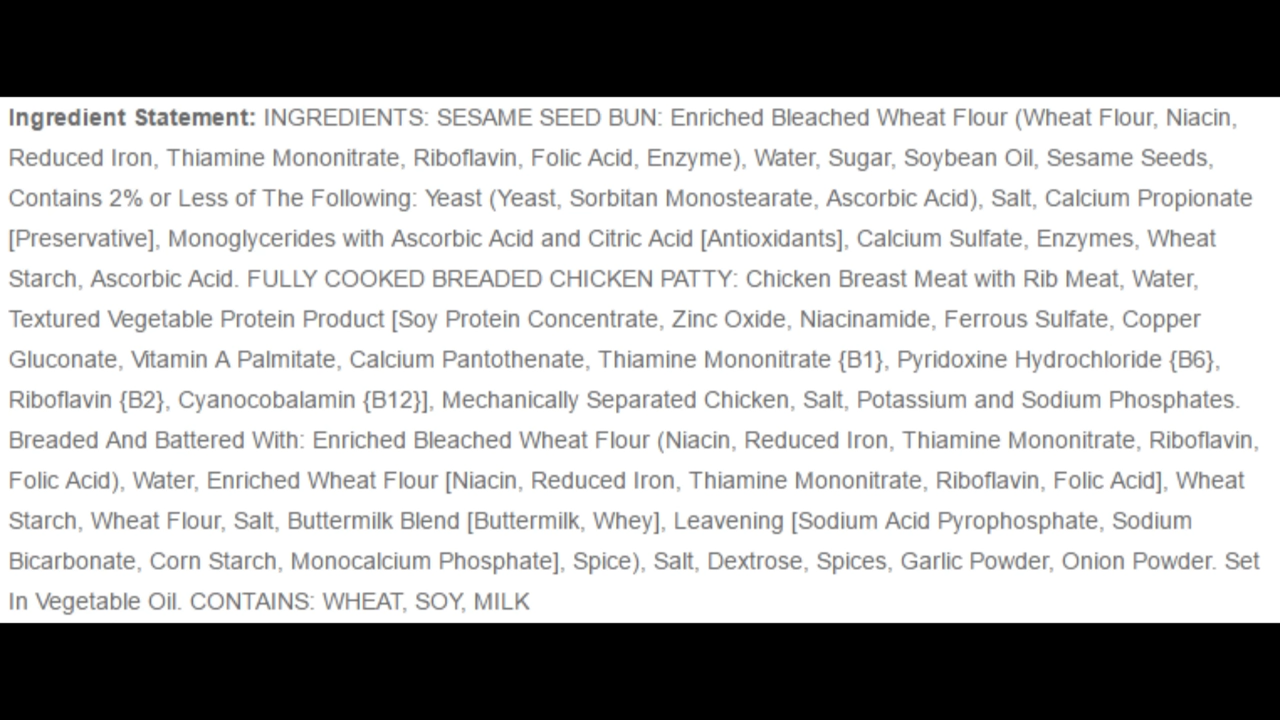 Ingredient Statement: INGREDIENTS: SESAME SEED BUN: Enriched Bleached Wheat Flour (Wheat Flour, Niacin,
Reduced Iron, Thiamine Mononitrate, Riboflavin, Folic Acid, Enzyme), Water, Sugar, Soybean Oil, Sesame Seeds,
Contains 2% or Less of The Following: Yeast (Yeast, Sorbitan Monostearate, Ascorbic Acid), Salt, Calcium Propionate
[Preservative], Monoglycerides with Ascorbic Acid and Citric Acid [Antioxidants], Calcium Sulfate, Enzymes, Wheat
Starch, Ascorbic Acid. FULLY COOKED BREADED CHICKEN PATTY: Chicken Breast Meat with Rib Meat, Water,
Textured Vegetable Protein Product [Soy Protein Concentrate, Zinc Oxide, Niacinamide, Ferrous Sulfate, Copper
Gluconate, Vitamin A Palmitate, Calcium Pantothenate, Thiamine Mononitrate {B1}, Pyridoxine Hydrochloride {B6},
Riboflavin {B2}, Cyanocobalamin {B12}], Mechanically Separated Chicken, Salt, Potassium and Sodium Phosphates.
Breaded And Battered With: Enriched Bleached Wheat Flour (Niacin, Reduced Iron, Thiamine Mononitrate, Riboflavin,
Folic Acid), Water, Enriched Wheat Flour [Niacin, Reduced Iron, Thiamine Mononitrate, Riboflavin, Folic Acid], Wheat
Starch, Wheat Flour, Salt, Buttermilk Blend [Buttermilk, Whey], Leavening [Sodium Acid Pyrophosphate, Sodium
Bicarbonate, Corn Starch, Monocalcium Phosphate], Spice), Salt, Dextrose, Spices, Garlic Powder, Onion Powder. Set
In Vegetable Oil. CONTAINS: WHEAT, SOY, MILK